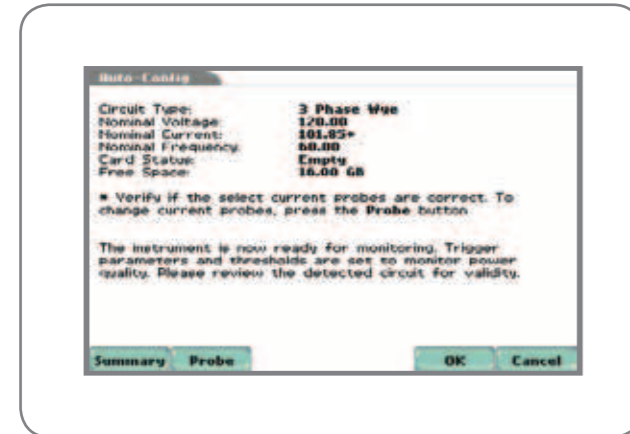 Auto-Config
Circuit Type: 3 Phase Wye
Nominal Voltage: 120.00
Nominal Current: 101.85*
Nominal Frequency: 60.00
Card Status: Empty
Free Space: 16.00 GB
* Verify if the select current probes are correct. To
change current probes, press the Probe button
The instrument is now ready for monitoring. Trigger
parameters and thresholds are set to monitor power
quality. Please review the detected circuit for validity.
Summary Probe OK Cancel